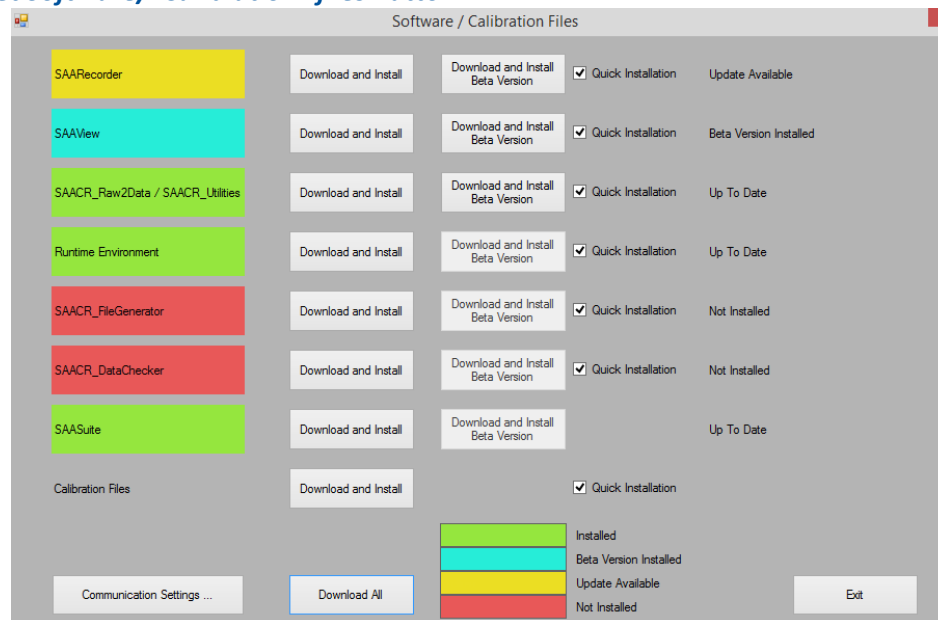 Software / Calibration Files
SAARecorder
Download and Install
Download and Install
Beta Version
Quick Installation
Update Available
SAAView
Download and Install
Download and Install
Beta Version
Quick Installation
Beta Version Installed
SAACR_Raw2Data / SAACR_Utilities
Download and Install
Download and Install
Beta Version
Quick Installation
Up To Date
Runtime Environment
Download and Install
Download and Install
Beta Version
Quick Installation
Up To Date
SAACR_FileGenerator
Download and Install
Download and Install
Beta Version
Quick Installation
Not Installed
SAACR_DataChecker
Download and Install
Download and Install
Beta Version
Quick Installation
Not Installed
SAASuite
Download and Install
Download and Install
Beta Version
Up To Date
Calibration Files
Download and Install
Quick Installation
Installed
Beta Version Installed
Update Available
Not Installed
Communication Settings ...
Download All
Exit